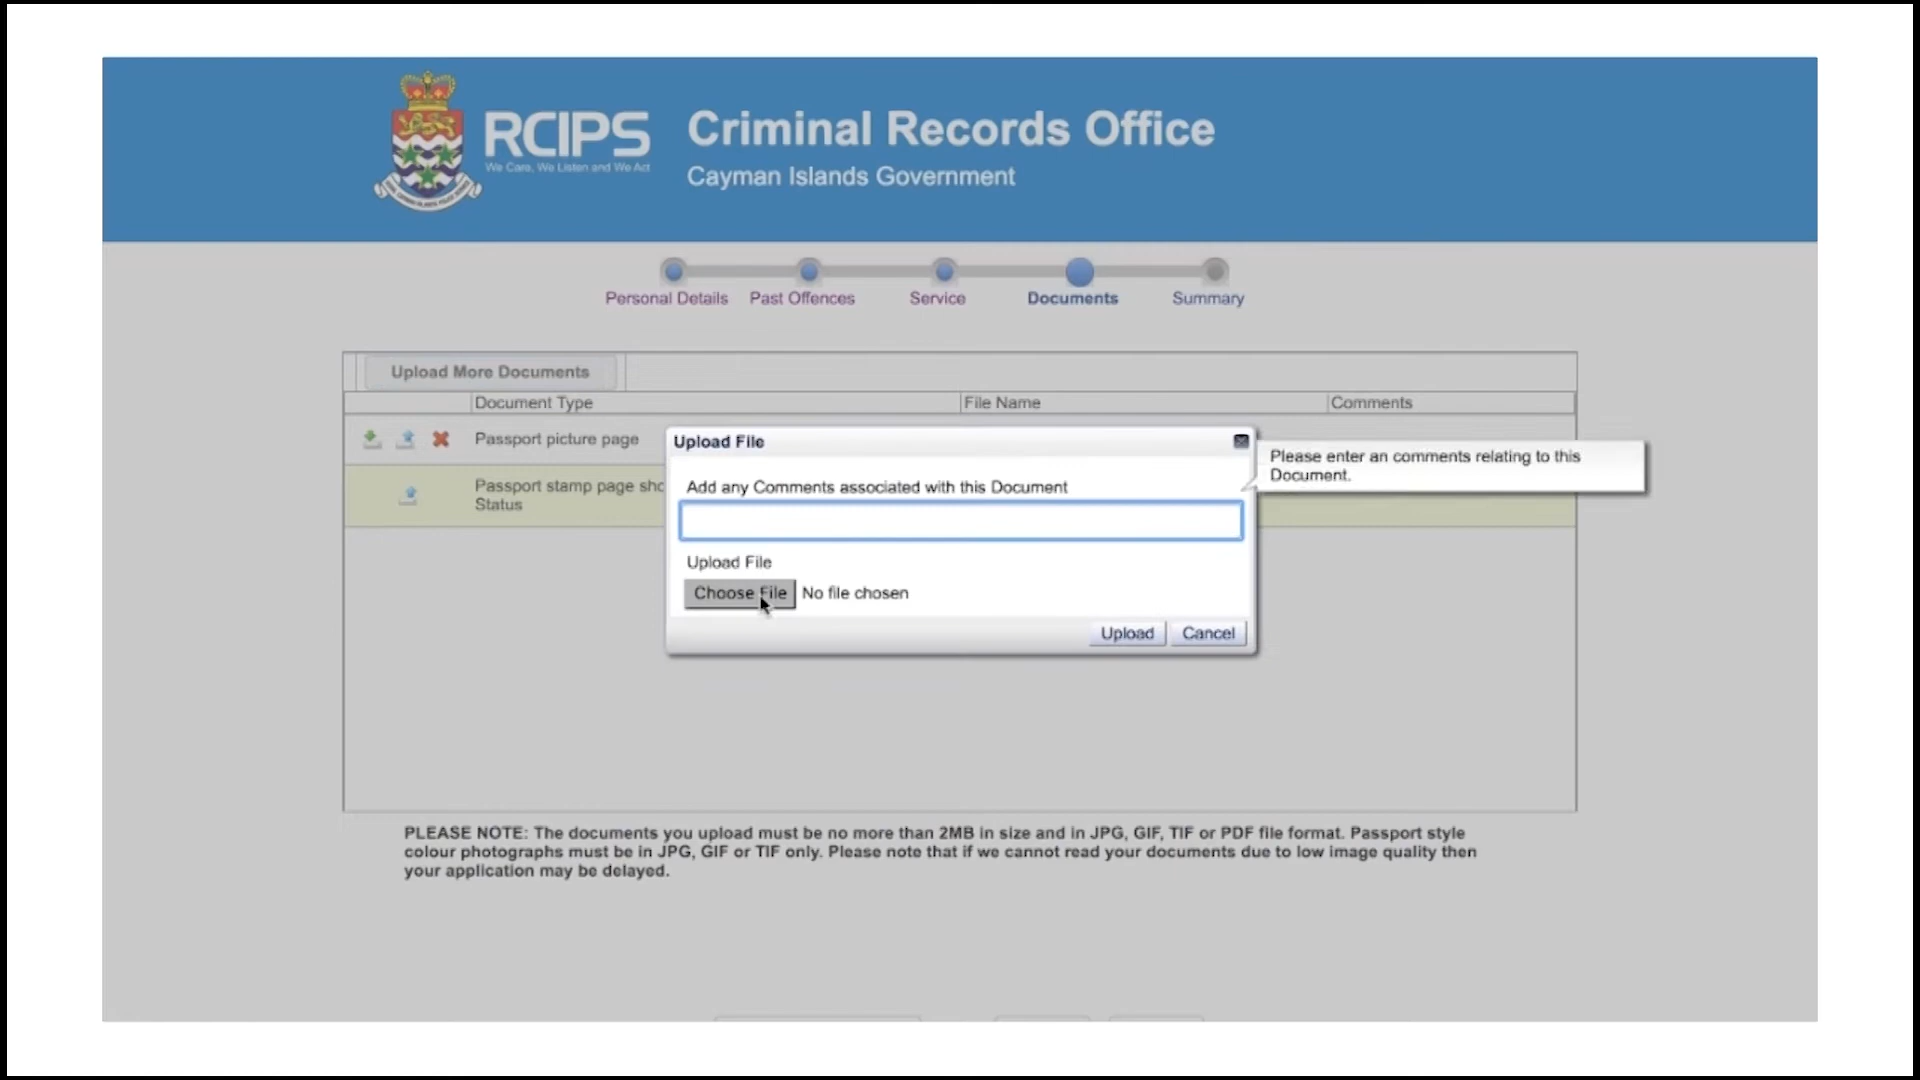 RCIPS
We Care, We Listen and We Act
Criminal Records Office
Cayman Islands Government
Personal Details
Past Offences
Service
Documents
Summary
Upload More Documents
Document Type
File Name
Comments
Passport picture page
Passport stamp page sho
Status
Upload File
Please enter an comments relating to this
Document.
Add any Comments associated with this Document
Upload File
Choose File
No file chosen
Upload
Cancel
PLEASE NOTE: The documents you upload must be no more than 2MB in size and in JPG, GIF, TIF or PDF file format. Passport style
colour photographs must be in JPG, GIF or TIF only. Please note that if we cannot read your documents due to low image quality then
your application may be delayed.